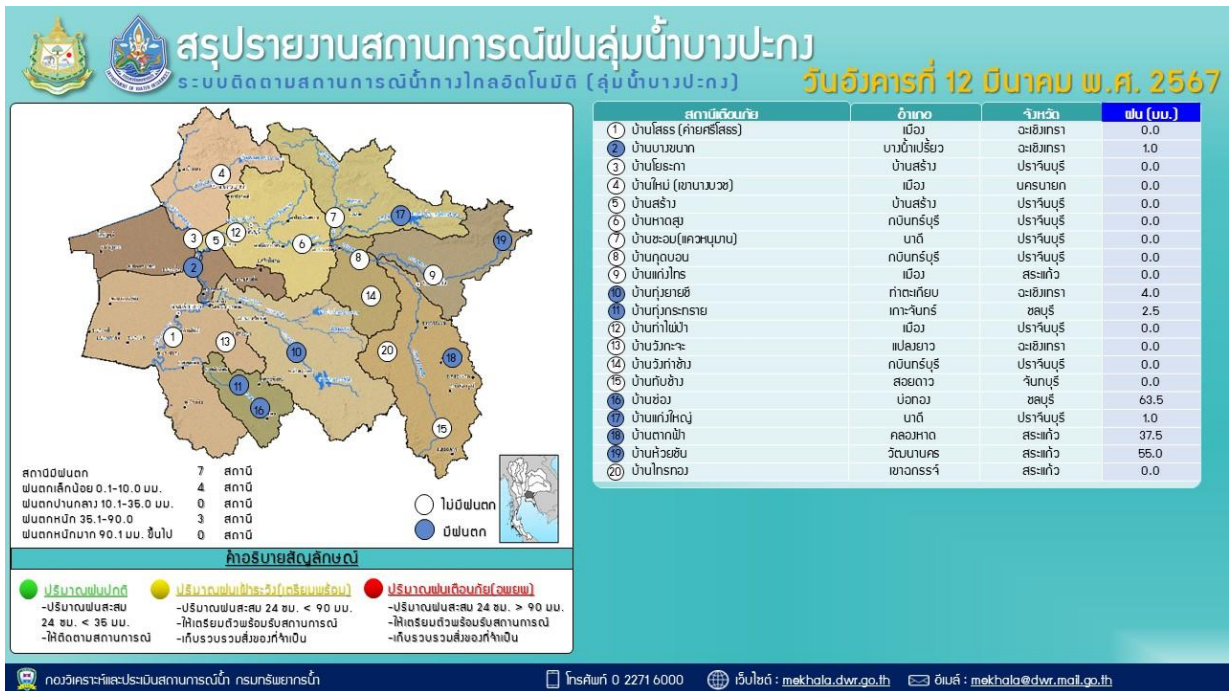 สรุปรายงานสถานการณ์ฝนลุ่มน้ำบางปะกง
ระบบติดตามสถานการณ์น้ำทางไกลอัตโนมัติ (ลุ่มน้ำบางปะกง)
วันอังคารที่ 12 มีนาคม พ.ศ. 2567
สถานีเตือนภัย อำเภอ จังหวัด ฝน (มม.)
1 บ้านโสธร (ค่ายศรีโสธร) เมือง ฉะเชิงเทรา 0.0
2 บ้านบางขนาก บางน้ำเปรี้ยว ฉะเชิงเทรา 1.0
3 บ้านโยธะกา บ้านสร้าง ปราจีนบุรี 0.0
4 บ้านใหม่ (เขานางบวช) เมือง นครนายก 0.0
5 บ้านสร้าง บ้านสร้าง ปราจีนบุรี 0.0
6 บ้านหาดสูง กบินทร์บุรี ปราจีนบุรี 0.0
7 บ้านชะอม(แควหนุมาน) นาดี ปราจีนบุรี 0.0
8 บ้านกุดบอน กบินทร์บุรี ปราจีนบุรี 0.0
9 บ้านแก่งไทร เมือง สระแก้ว 0.0
10 บ้านทุ่งยายชี ท่าตะเกียบ ฉะเชิงเทรา 4.0
11 บ้านทุ่งกระทราย เกาะจันทร์ ชลบุรี 2.5
12 บ้านท่าไผ่ป่า เมือง ปราจีนบุรี 0.0
13 บ้านวังกะจะ แปลงยาว ฉะเชิงเทรา 0.0
14 บ้านวังท่าช้าง กบินทร์บุรี ปราจีนบุรี 0.0
15 บ้านทับช้าง สอยดาว จันทบุรี 0.0
16 บ้านช่อง บ่อทอง ชลบุรี 63.5
17 บ้านแก่งใหญ่ นาดี ปราจีนบุรี 1.0
18 บ้านตากฟ้า คลองหาด สระแก้ว 37.5
19 บ้านห้วยชัน วัฒนานคร สระแก้ว 55.0
20 บ้านไทรทอง เขาฉกรรจ์ สระแก้ว 0.0
4
7
17
3
5
12
6
19
8
2
9
14
1
13
10
20
18
11
16
15
สถานีมีฝนตก 7 สถานี
ฝนตกเล็กน้อย 0.1-10.0 มม. 4 สถานี
ฝนตกปานกลาง 10.1-35.0 มม. 0 สถานี
ฝนตกหนัก 35.1-90.0 3 สถานี
ฝนตกหนักมาก 90.1 มม. ขึ้นไป 0 สถานี
ไม่มีฝนตก
มีฝนตก
คำอธิบายสัญลักษณ์
ปริมาณฝนปกติ
-ปริมาณฝนสะสม
24 ชม. < 35 มม.
-ให้ติดตามสถานการณ์
ปริมาณฝนเฝ้าระวัง(เตรียมพร้อม)
-ปริมาณฝนสะสม 24 ชม. < 90 มม.
-ให้เตรียมตัวพร้อมรับสถานการณ์
-เก็บรวบรวมสิ่งของที่จำเป็น
ปริมาณฝนเตือนภัย(อพยพ)
-ปริมาณฝนสะสม 24 ชม. > 90 มม.
-ให้เตรียมตัวพร้อมรับสถานการณ์
-เก็บรวบรวมสิ่งของที่จำเป็น
กองวิเคราะห์และประเมินสถานการณ์น้ำ กรมทรัพยากรน้ำ
โทรศัพท์ 0 2271 6000
เว็บไซต์ : mekhala.dwr.go.th
อีเมล์ : mekhala@dwr.mail.go.th